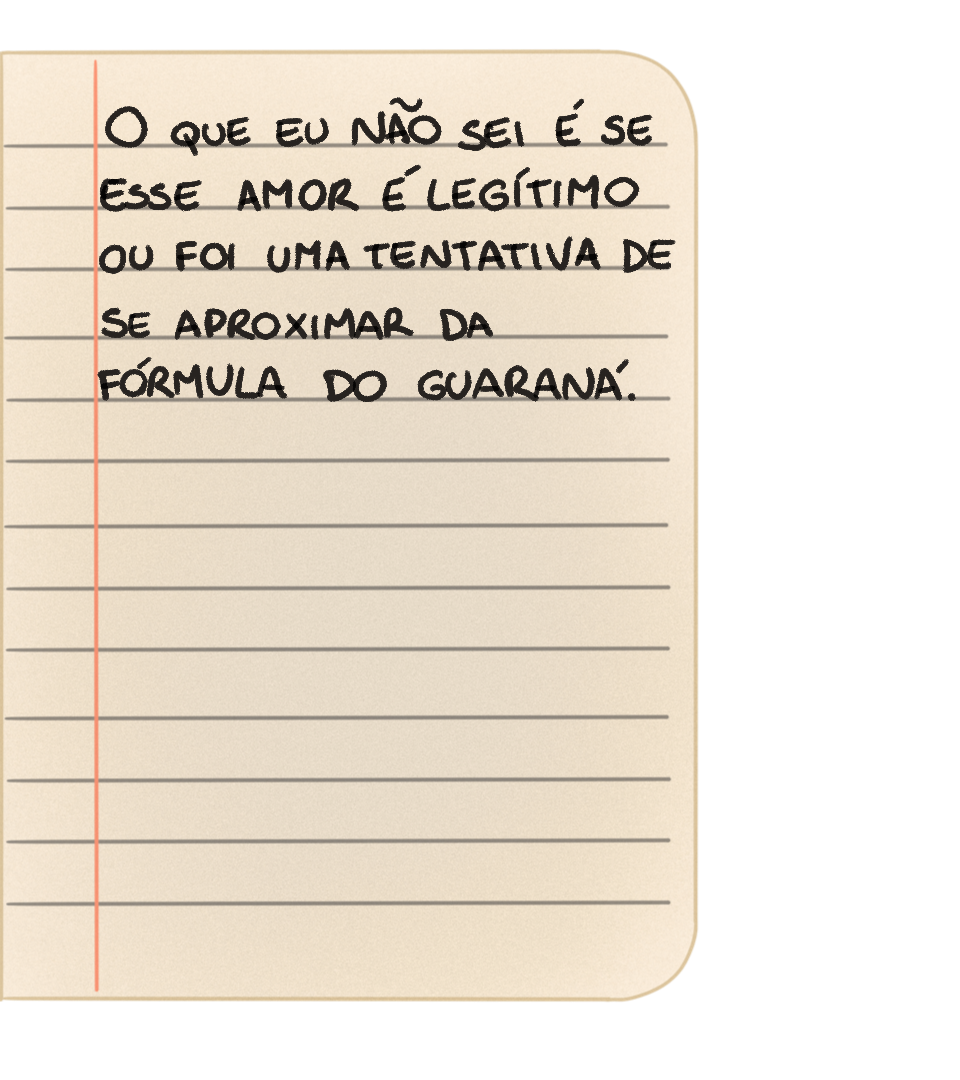 O QUE EU NÃO SEI É SE
ESSE AMOR É LEGÍTIMO
OU FOI UMA TENTATIVA DE
SE APROXIMAR DA
FÓRMULA DO GUARANÁ.